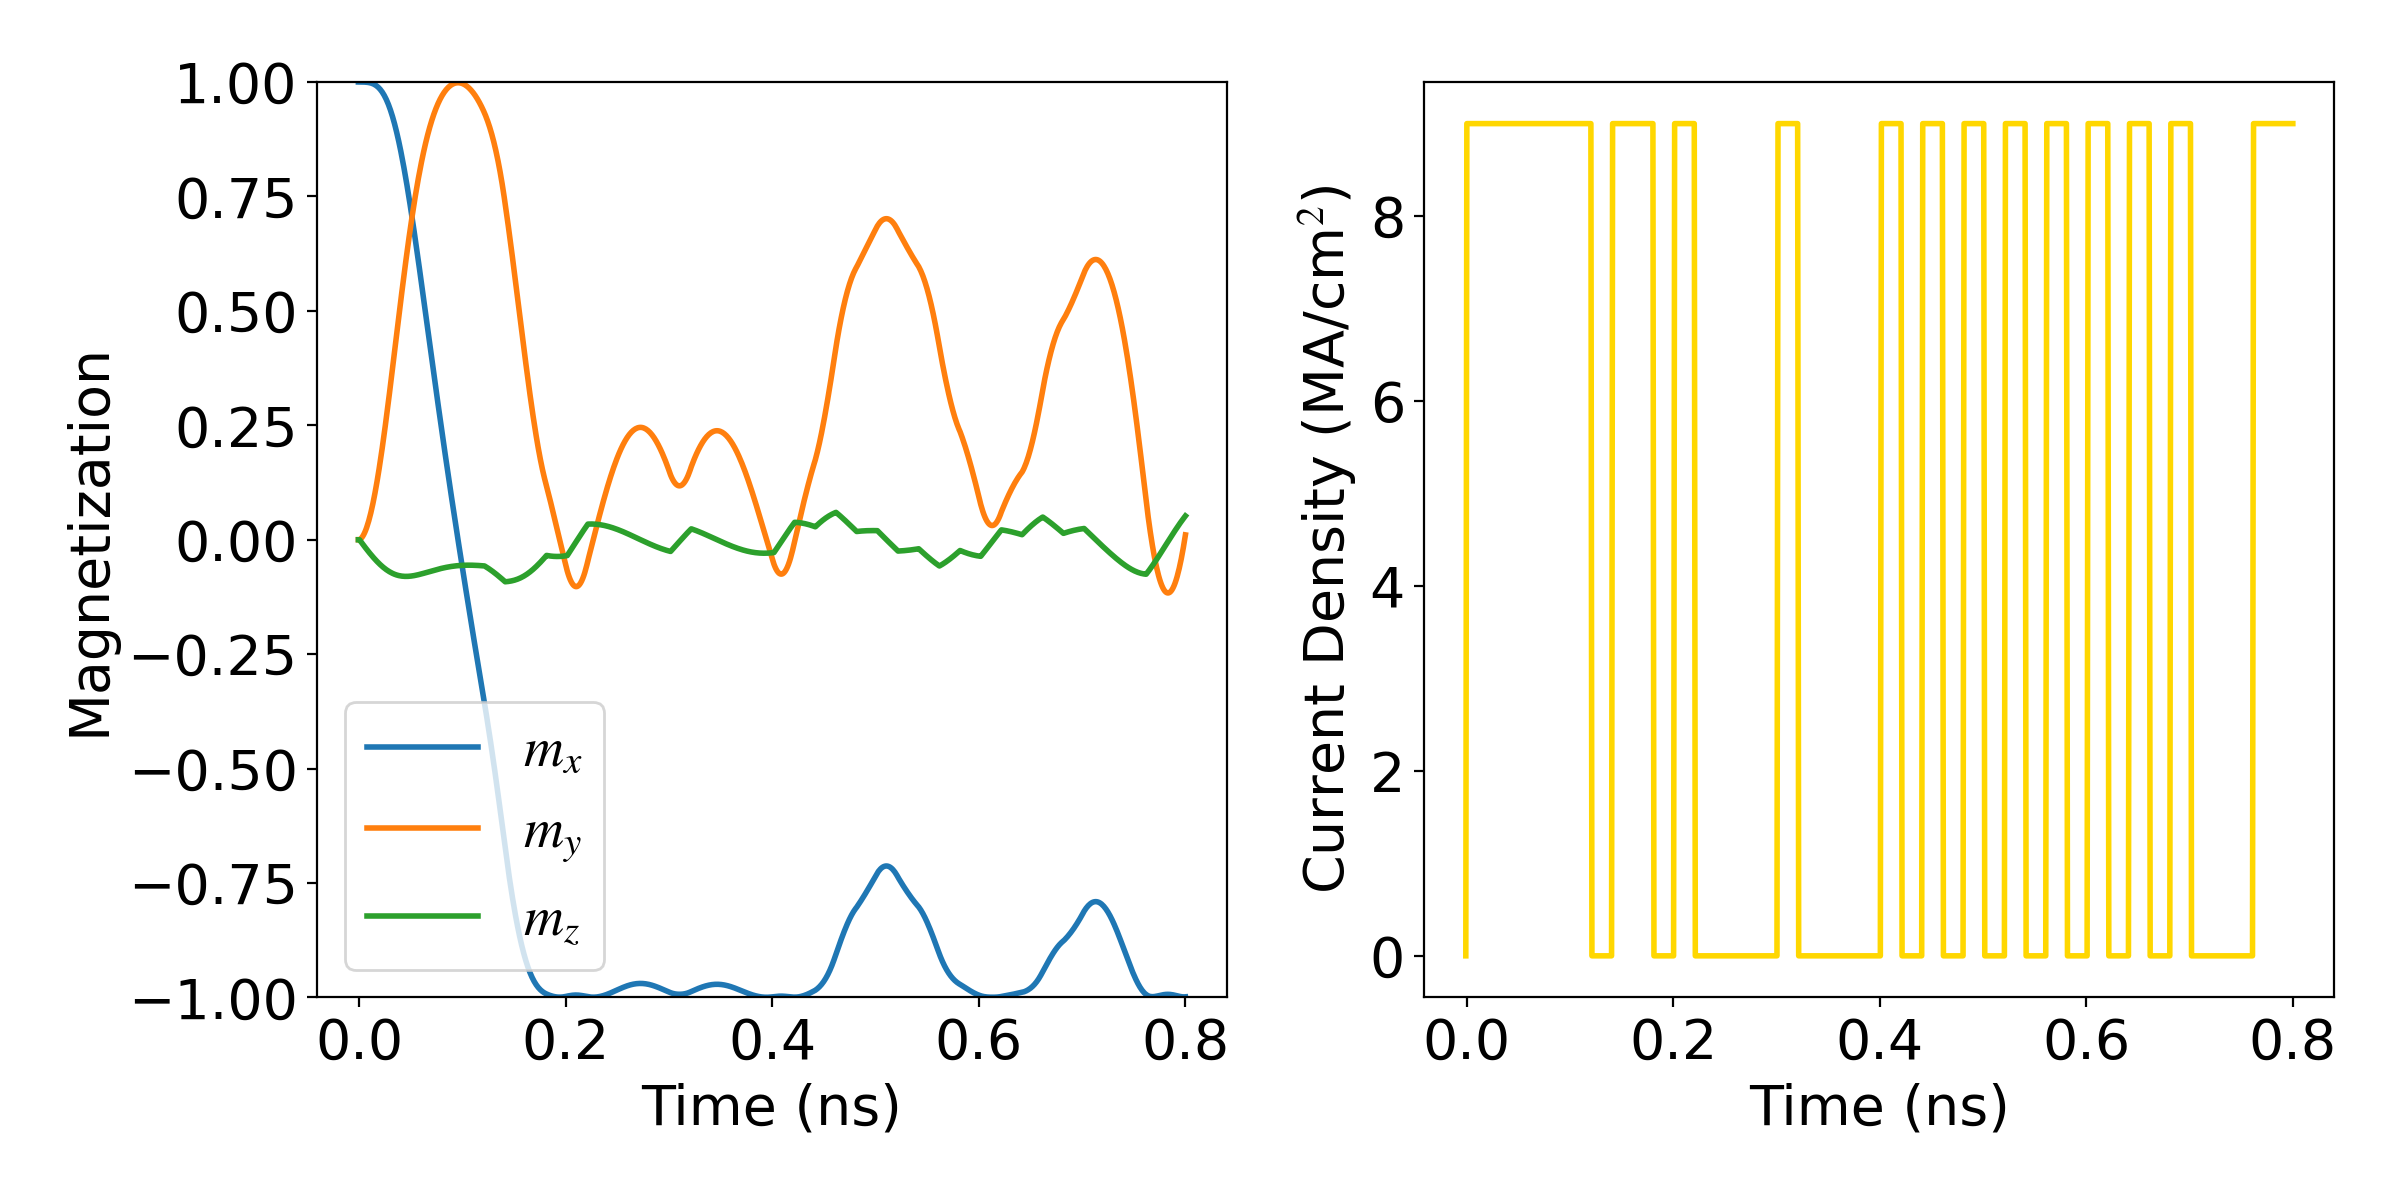 Magnetization
1.00
0.75
0.50
0.25
0.00
−0.25
−0.50
−0.75
−1.00
0.0 0.2 0.4 0.6 0.8
Time (ns)
m_x
m_y
m_z
Current Density (MA/cm²)
8
6
4
2
0
0.0 0.2 0.4 0.6 0.8
Time (ns)